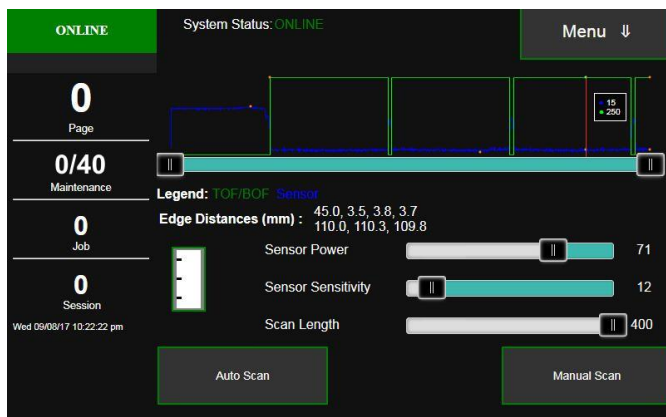 ONLINE
System Status: ONLINE
Menu ⇓
0
Page
0/40
Maintenance
0
Job
0
Session
Wed 09/08/17 10:22:22 pm
15
250
Legend: TOF/BOF Sensor
Edge Distances (mm) : 45.0, 3.5, 3.8, 3.7
110.0, 110.3, 109.8
Sensor Power 71
Sensor Sensitivity 12
Scan Length 400
Auto Scan
Manual Scan